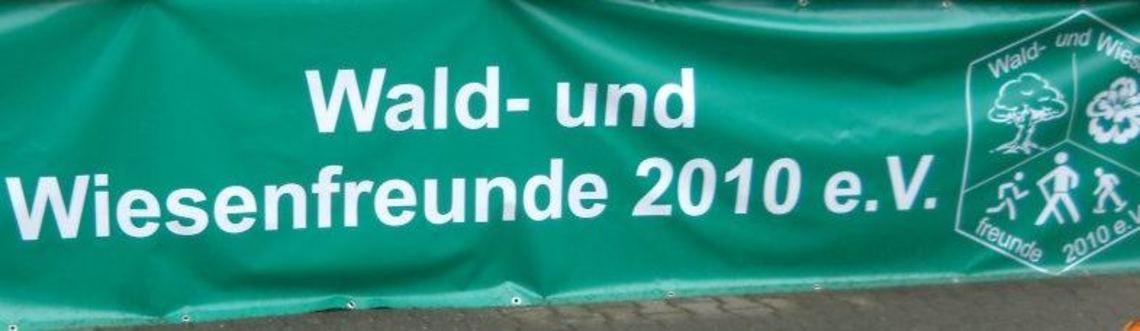 Wald- und
Wiesenfreunde 2010 e.V.
Wald- und
freunde 2010 e.V